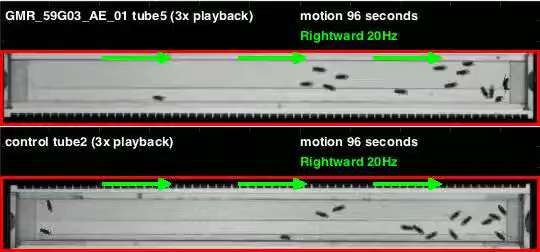 GMR_59G03_AE_01 tube5 (3x playback)
motion 96 seconds
Rightward 20Hz
control tube2 (3x playback)
motion 96 seconds
Rightward 20Hz